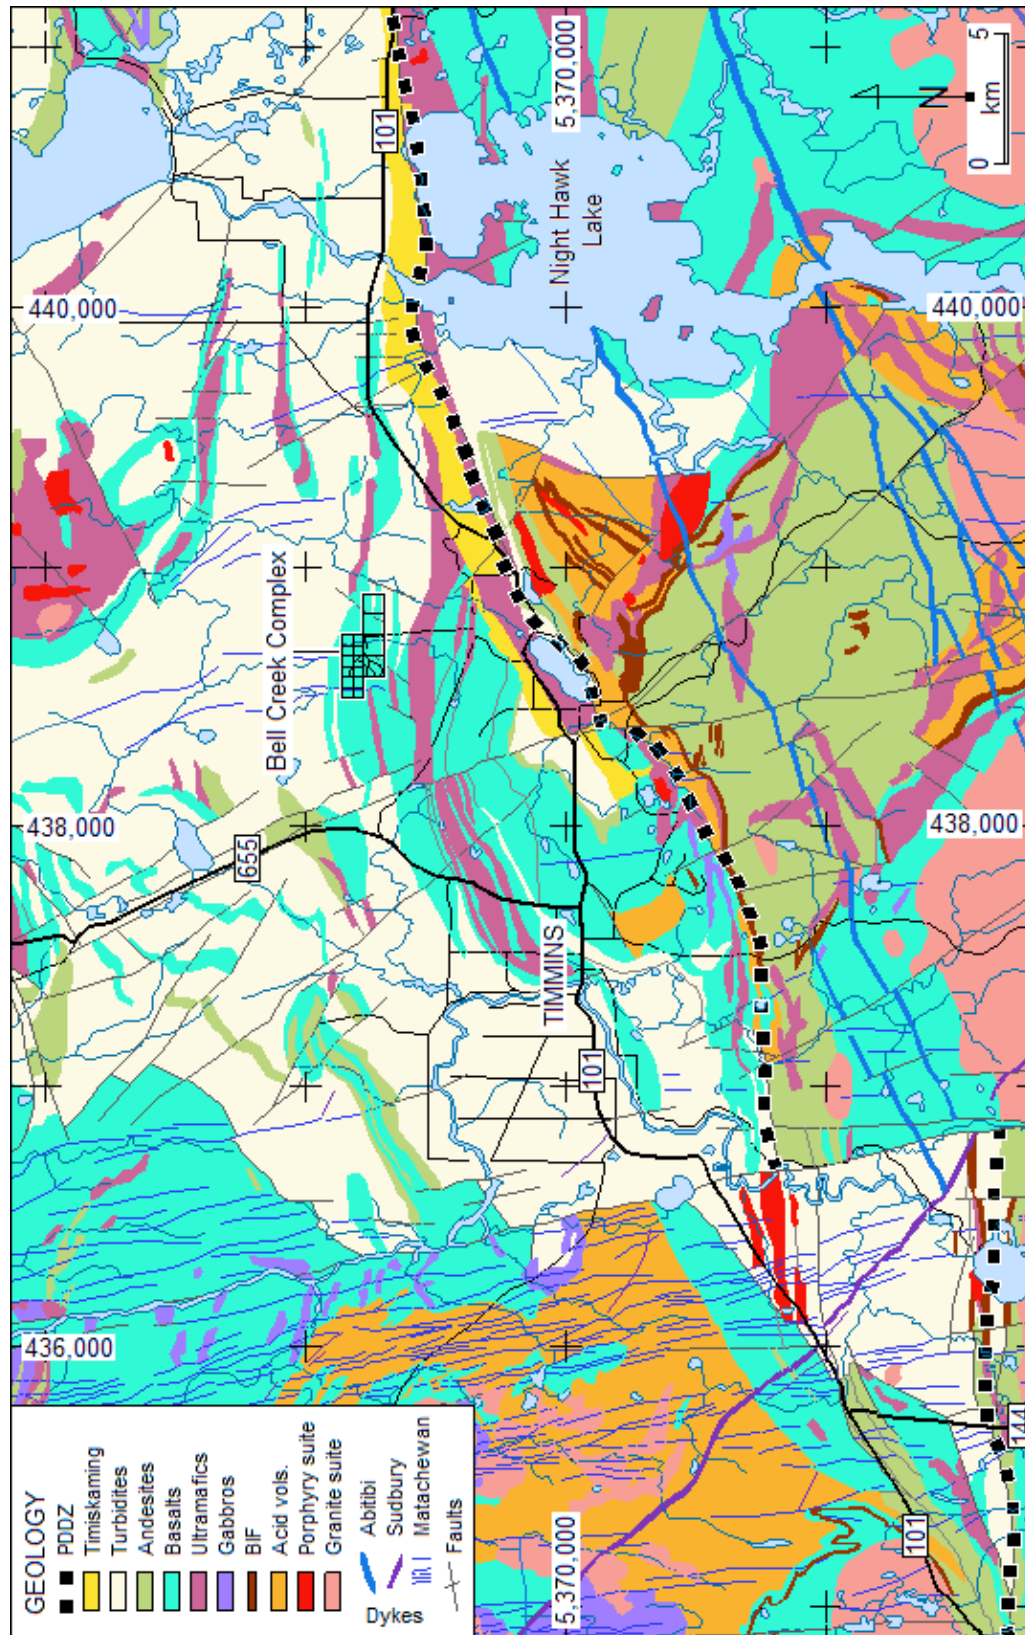 GEOLOGY
PDDZ
Timiskaming
Turbidites
Andesites
Basalts
Ultramafics
Gabbros
BIF
Acid vols.
Porphyry suite
Granite suite
Dykes
Abitibi
Sudbury
Matachewan
Faults
436,000
438,000
440,000
655
Bell Creek Complex
101
TIMMINS
101
5,370,000
Night Hawk
Lake
5,370,000
101
144
438,000
440,000
N
0 5
km